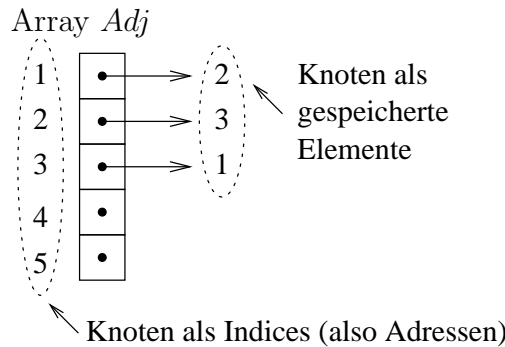 Array Adj
1 2
2 3
3 1
4
5
Knoten als
gespeicherte
Elemente
Knoten als Indices (also Adressen)